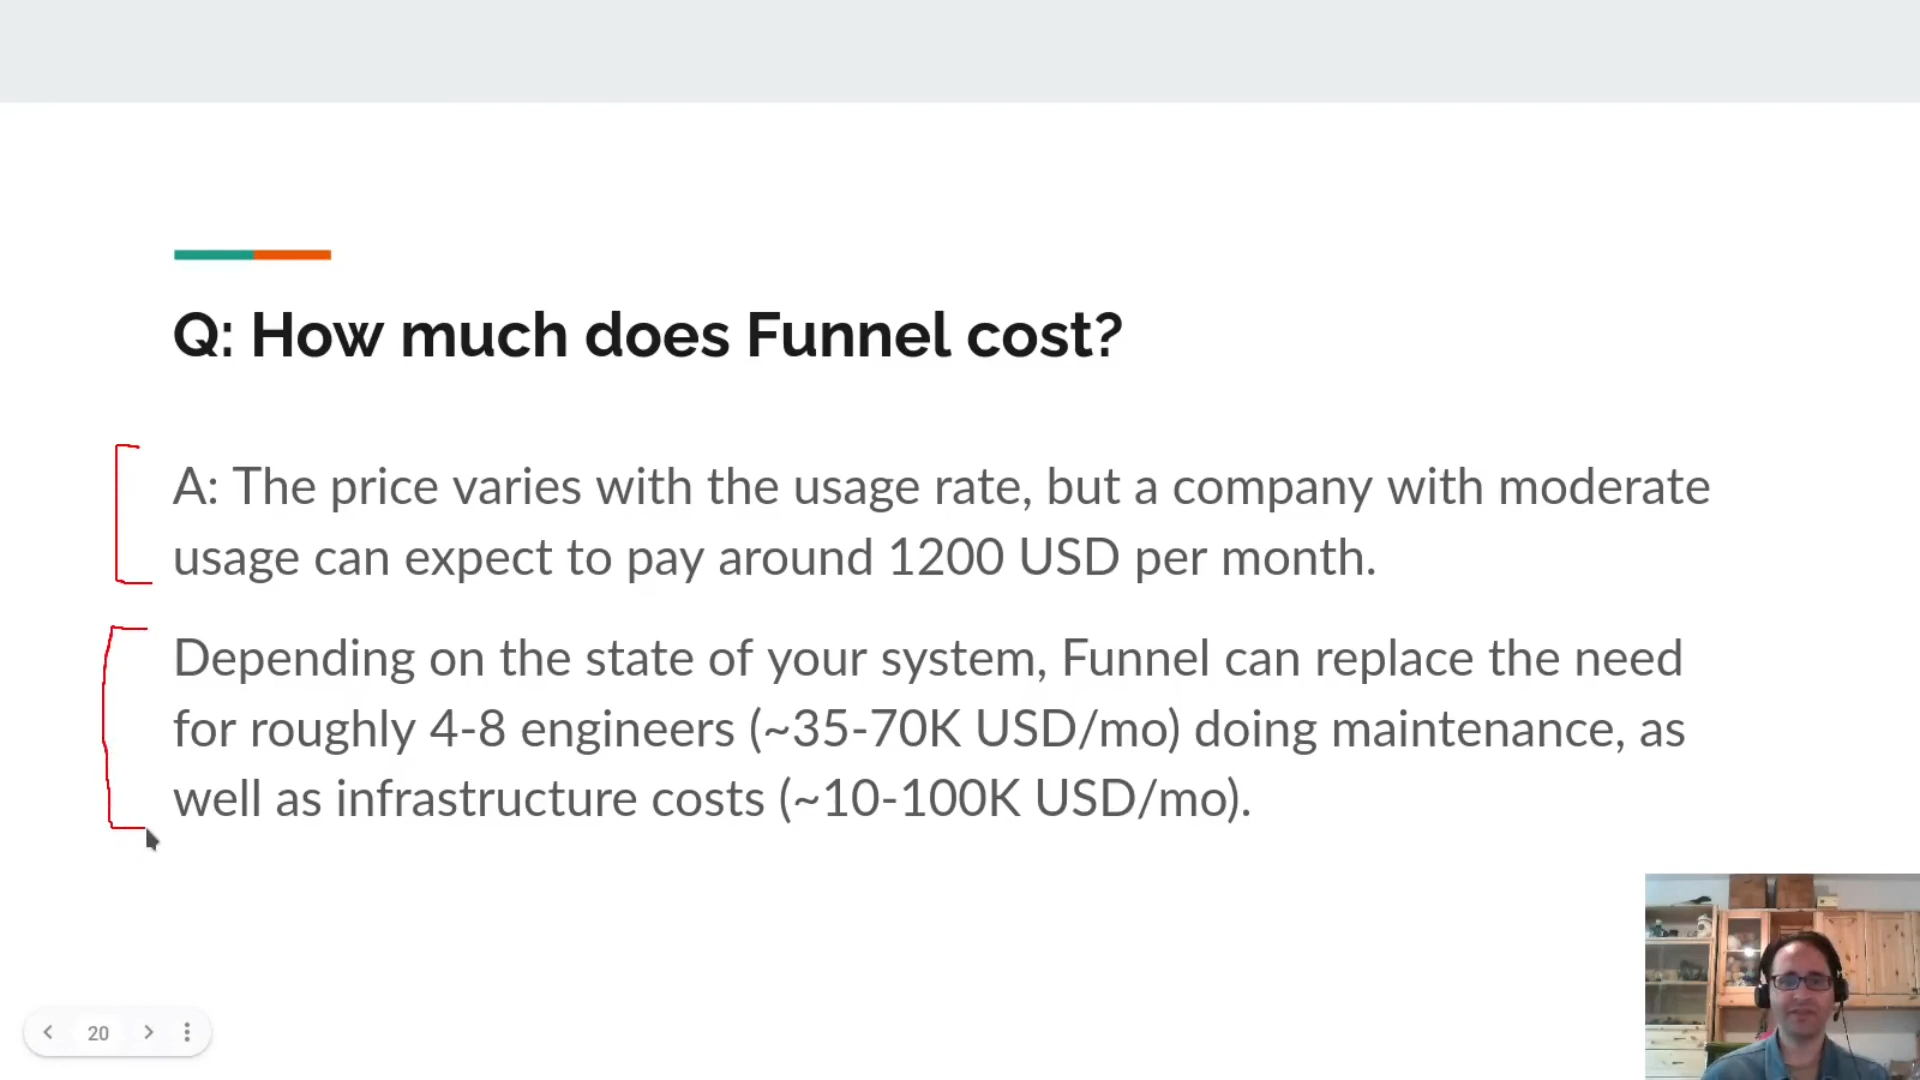 Q: How much does Funnel cost?
A: The price varies with the usage rate, but a company with moderate
usage can expect to pay around 1200 USD per month.
Depending on the state of your system, Funnel can replace the need
for roughly 4-8 engineers (~35-70K USD/mo) doing maintenance, as
well as infrastructure costs (~10-100K USD/mo).
20